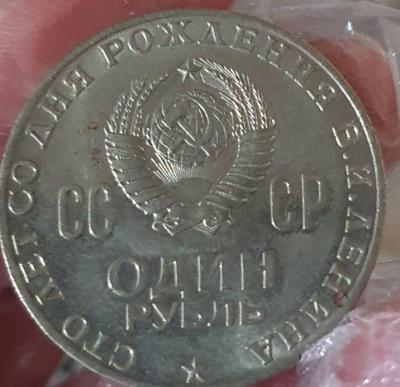 СТО ЛЕТ СО ДНЯ РОЖДЕНИЯ В.И.ЛЕНИНА
СС СР
ОДИН
РУБЛЬ